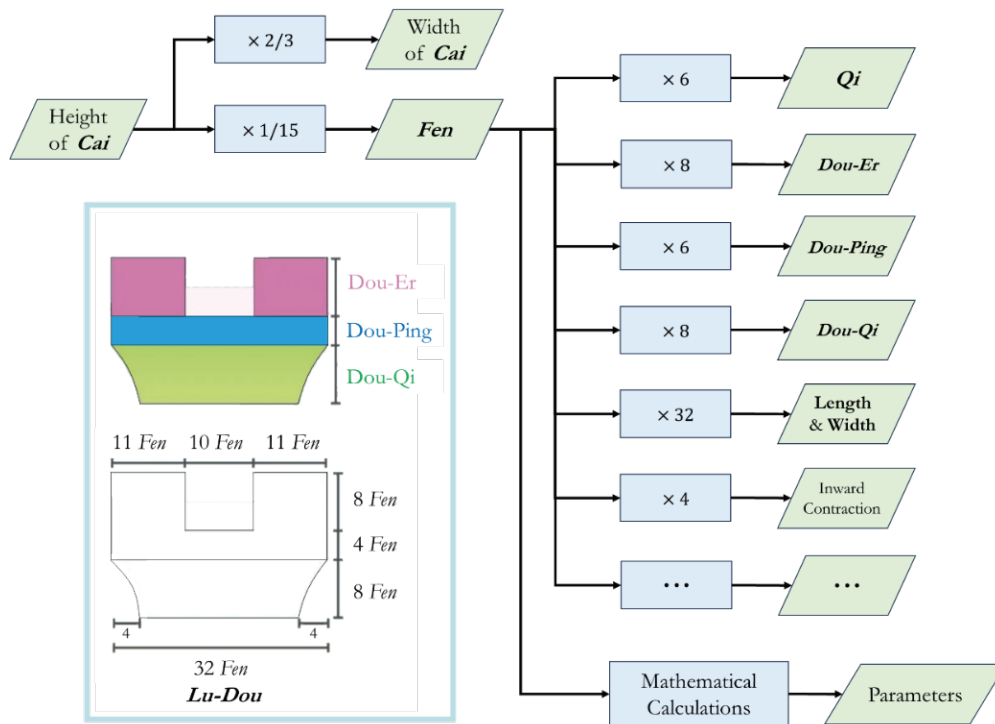 × 2/3
Width
of Cai
Height
of Cai
× 1/15
Fen
× 6
Qi
× 8
Dou-Er
× 6
Dou-Ping
× 8
Dou-Qi
× 32
Length
& Width
× 4
Inward
Contraction
...
...
Mathematical
Calculations
Parameters
Dou-Er
Dou-Ping
Dou-Qi
11 Fen 10 Fen 11 Fen
8 Fen
4 Fen
8 Fen
4 4
32 Fen
Lu-Dou